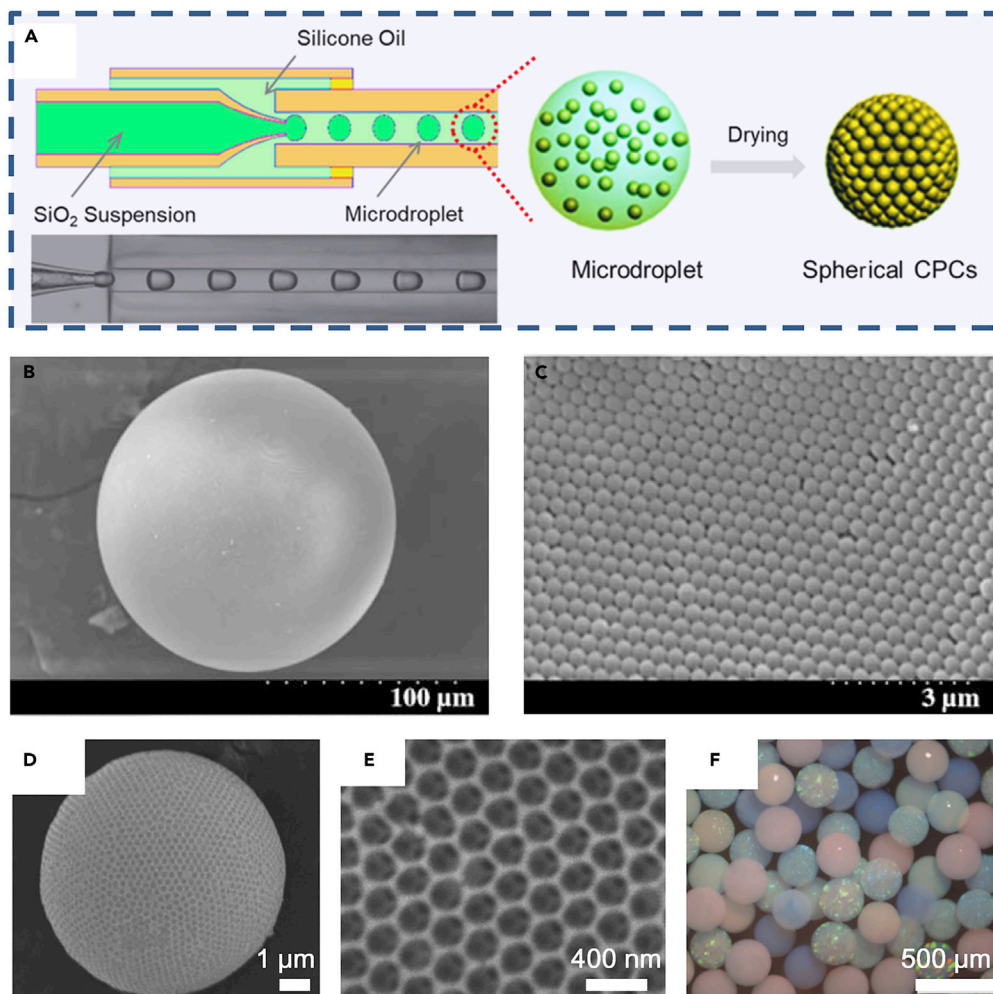 A
Silicone Oil
Drying
SiO₂ Suspension
Microdroplet
Microdroplet
Spherical CPCs
B
100 μm
C
3 μm
D
1 μm
E
400 nm
F
500 μm